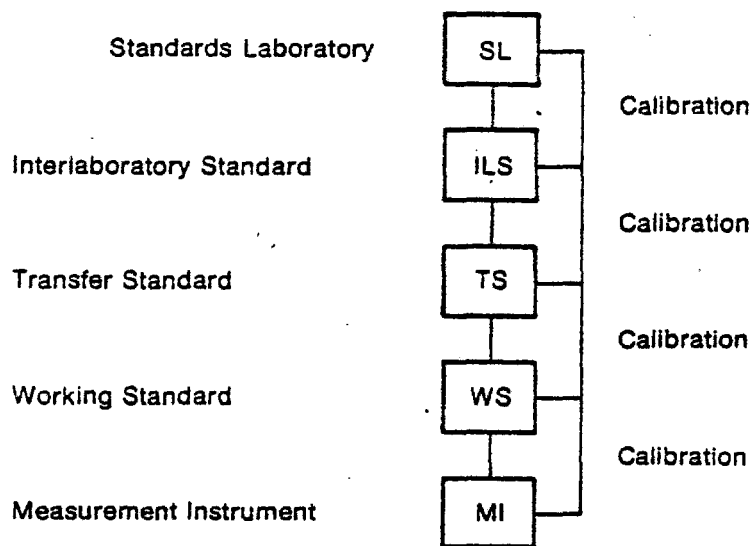 Standards Laboratory SL
Calibration
Interlaboratory Standard ILS
Calibration
Transfer Standard TS
Calibration
Working Standard WS
Calibration
Measurement Instrument MI